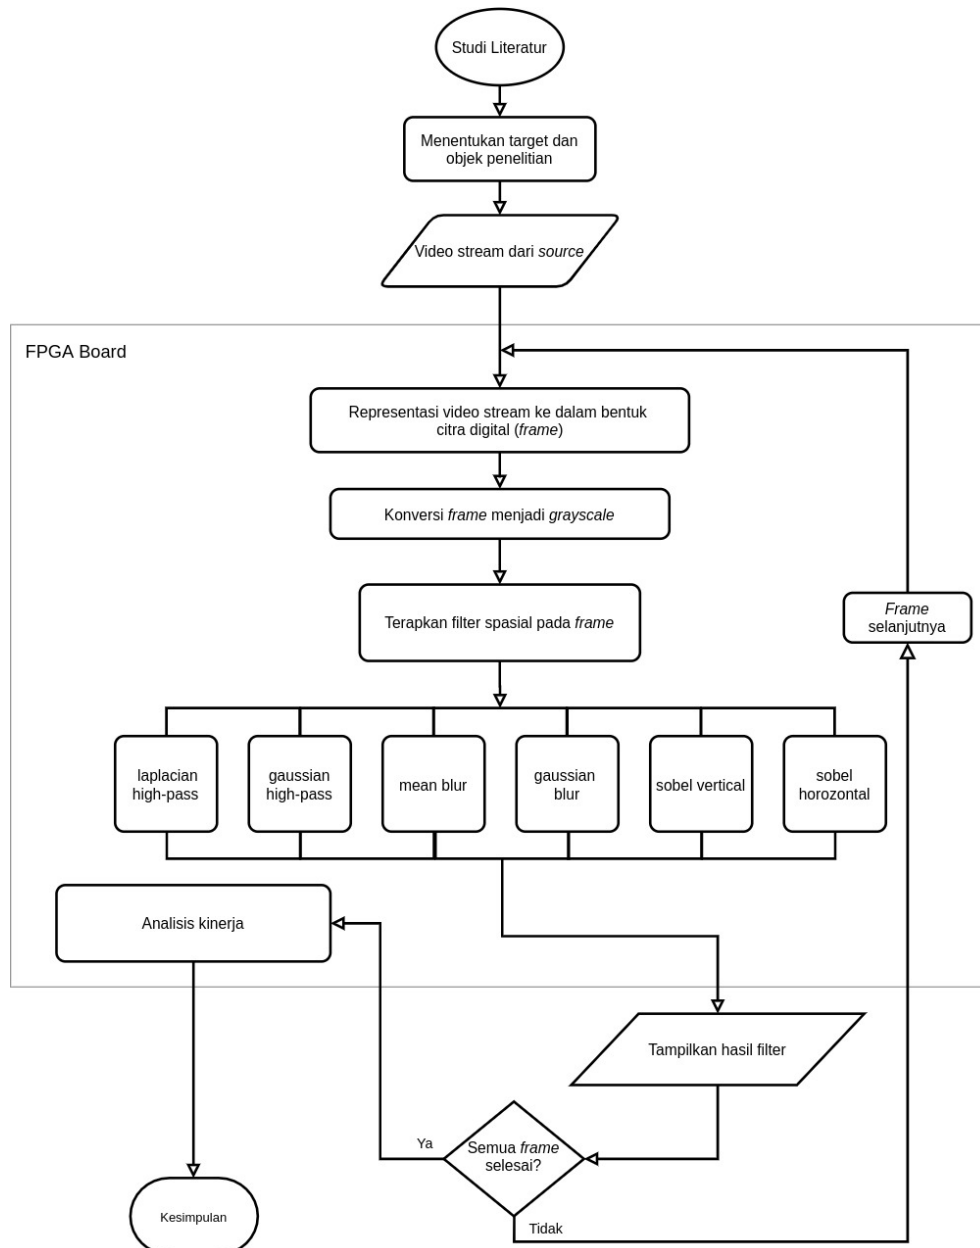 Studi Literatur
Menentukan target dan
objek penelitian
Video stream dari source
FPGA Board
Representasi video stream ke dalam bentuk
citra digital (frame)
Konversi frame menjadi grayscale
Terapkan filter spasial pada frame
Frame
selanjutnya
laplacian
high-pass
gaussian
high-pass
mean blur
gaussian
blur
sobel vertical
sobel
horozontal
Analisis kinerja
Tampilkan hasil filter
Ya
Semua frame
selesai?
Tidak
Kesimpulan